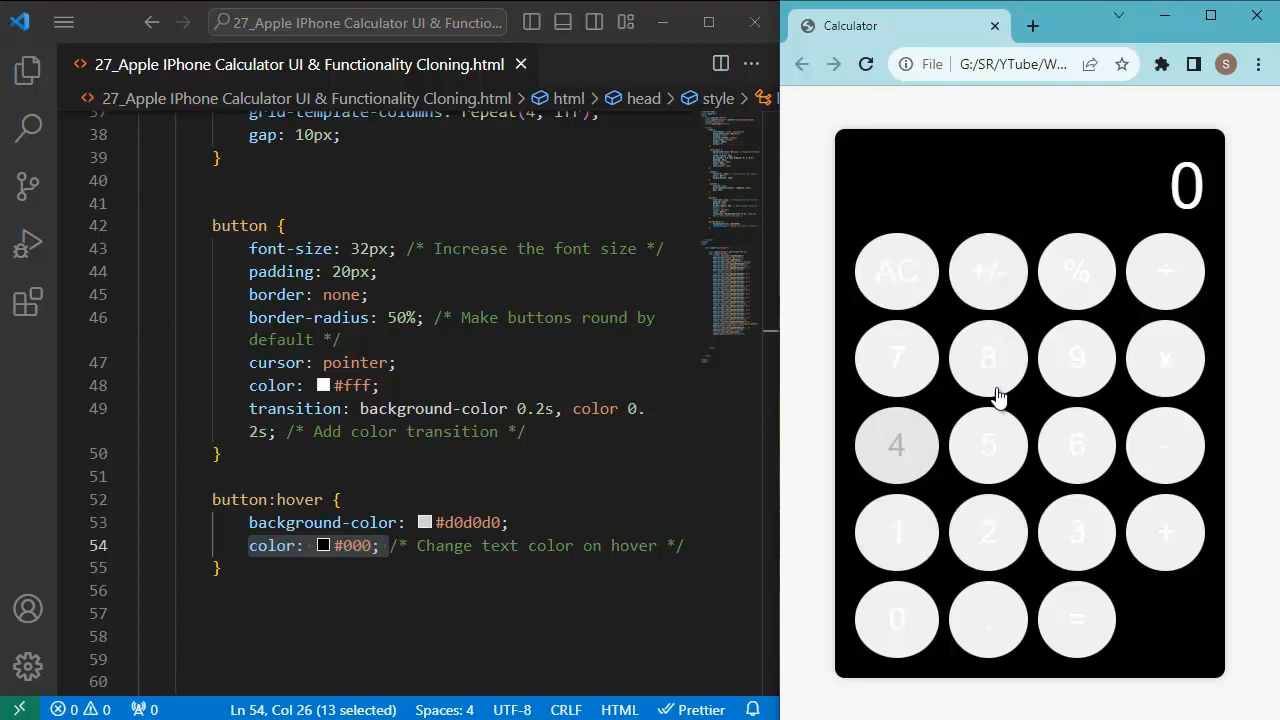 27_Apple IPhone Calculator UI & Functio...
27_Apple IPhone Calculator UI & Functionality Cloning.html
27_Apple IPhone Calculator UI & Functionality Cloning.html > html > head > style >
37 grid-template-columns: repeat(4, 1fr);
38 gap: 10px;
39 }
40
41
42 button {
43 font-size: 32px; /* Increase the font size */
44 padding: 20px;
45 border: none;
46 border-radius: 50%; /* Make buttons round by
default */
47 cursor: pointer;
48 color: #fff;
49 transition: background-color 0.2s, color 0.
2s; /* Add color transition */
50 }
51
52 button:hover {
53 background-color: #d0d0d0;
54 color: #000; /* Change text color on hover */
55 }
56
57
58
59
60
0 0 0 Ln 54, Col 26 (13 selected) Spaces: 4 UTF-8 CRLF HTML Prettier
Calculator
File G:/SR/YTube/W... S
0
AC +/- % ÷
7 8 9 x
4 5 6 -
1 2 3 +
0 . =